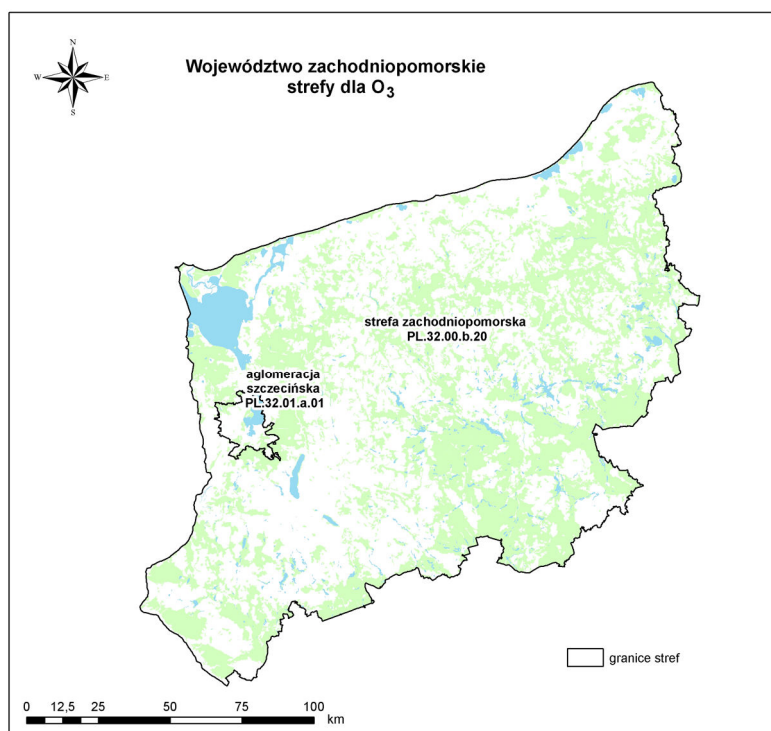 N
W E
S
Województwo zachodniopomorskie
strefy dla O₃
strefa zachodniopomorska
PL.32.00.b.20
aglomeracja
szczecińska
PL.32.01.a.01
granice stref
0 12,5 25 50 75 100
km